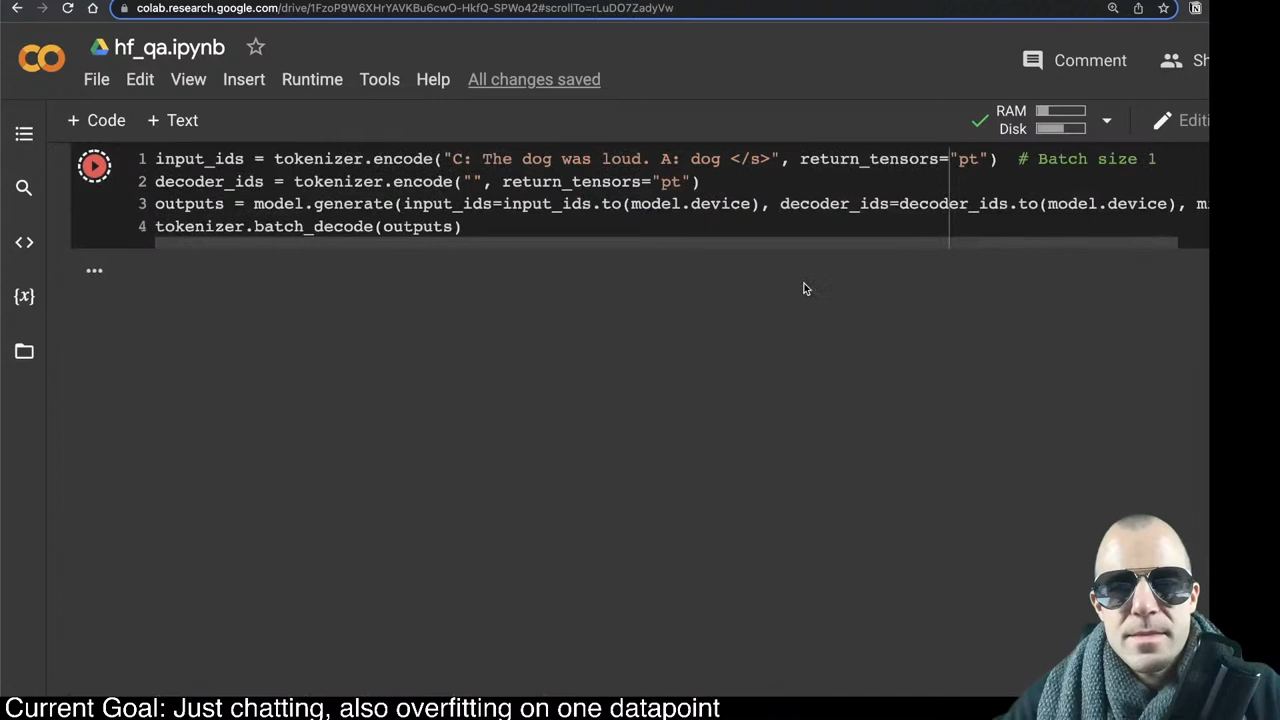 colab.research.google.com/drive/1FzoP9W6XHrYAVKBu6cwO-HkfQ-SPWo42#scrollTo=rLuDO7ZadyVw
hf_qa.ipynb
Comment
Sh
File Edit View Insert Runtime Tools Help All changes saved
+ Code + Text
RAM
Disk
Editi
1 input_ids = tokenizer.encode("C: The dog was loud. A: dog </s>", return_tensors="pt")  # Batch size 1
2 decoder_ids = tokenizer.encode("", return_tensors="pt")
3 outputs = model.generate(input_ids=input_ids.to(model.device), decoder_ids=decoder_ids.to(model.device), m
4 tokenizer.batch_decode(outputs)
Current Goal: Just chatting, also overfitting on one datapoint